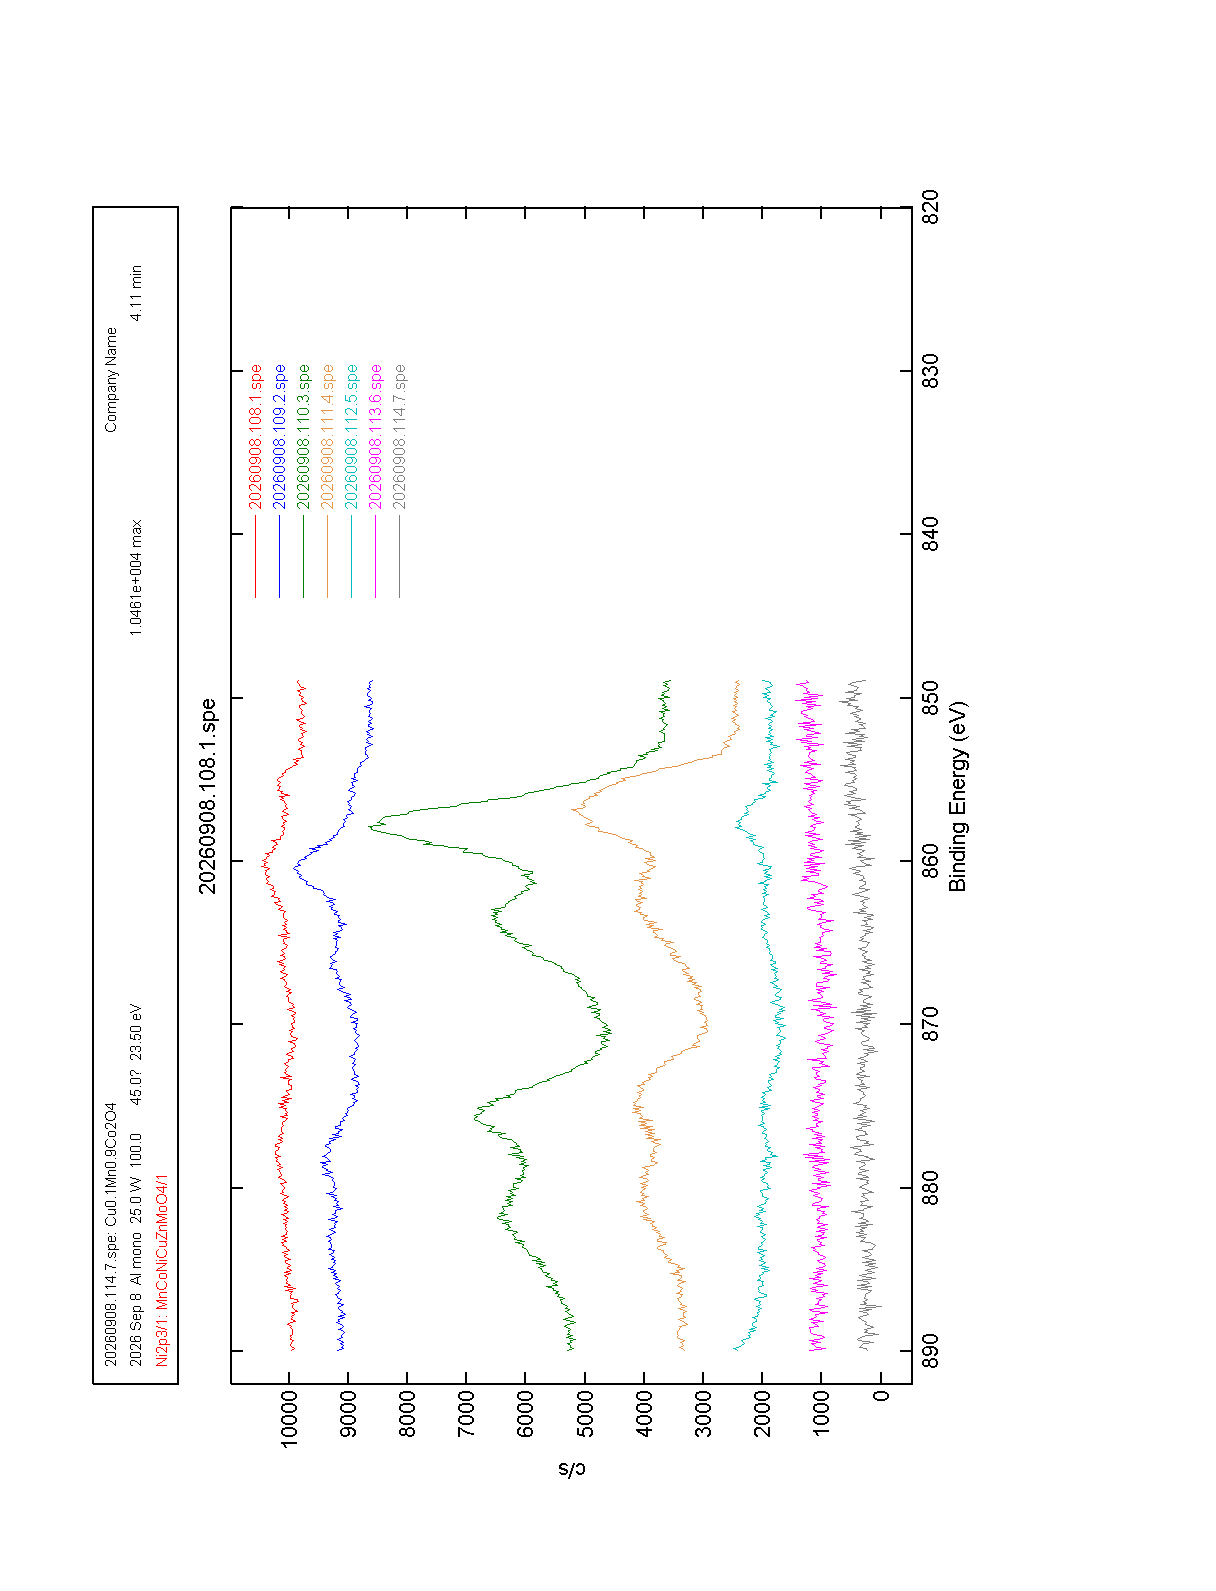 20260908.114.7.spe: Cu0.1Mn0.9Co2O4 Company Name
2026 Sep 8 Al mono 25.0 W 100.0 45.0? 23.50 eV 1.0461e+004 max 4.11 min
Ni2p3/1: MnCoNiCuZnMoO4/1
20260908.108.1.spe
20260908.108.1.spe
20260908.109.2.spe
20260908.110.3.spe
20260908.111.4.spe
20260908.112.5.spe
20260908.113.6.spe
20260908.114.7.spe
10000
9000
8000
7000
6000
5000
4000
3000
2000
1000
0
c/s
890 880 870 860 850 840 830 820
Binding Energy (eV)